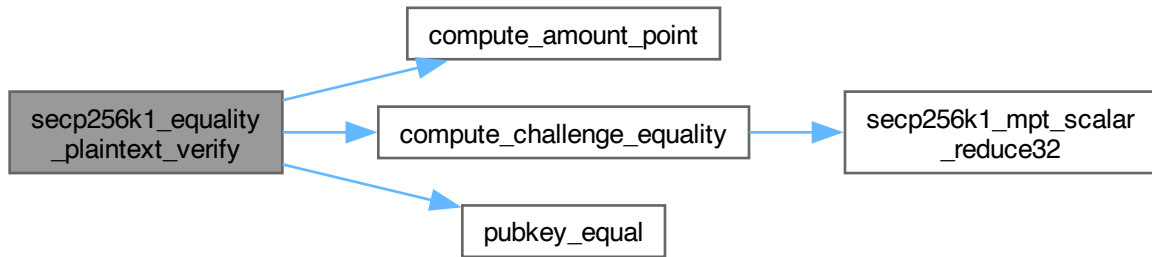 compute_amount_point
secp256k1_equality
_plaintext_verify
compute_challenge_equality
secp256k1_mpt_scalar
_reduce32
pubkey_equal